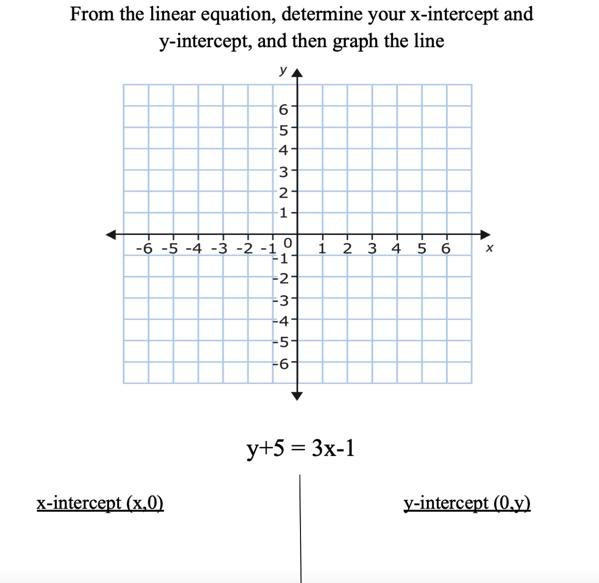 From the linear equation, determine your x-intercept and
y-intercept, and then graph the line
y
6
5
4
3
2
1
-6 -5 -4 -3 -2 -1 0 1 2 3 4 5 6 x
-1
-2
-3
-4
-5
-6
y+5 = 3x-1
x-intercept (x,0) y-intercept (0,y)